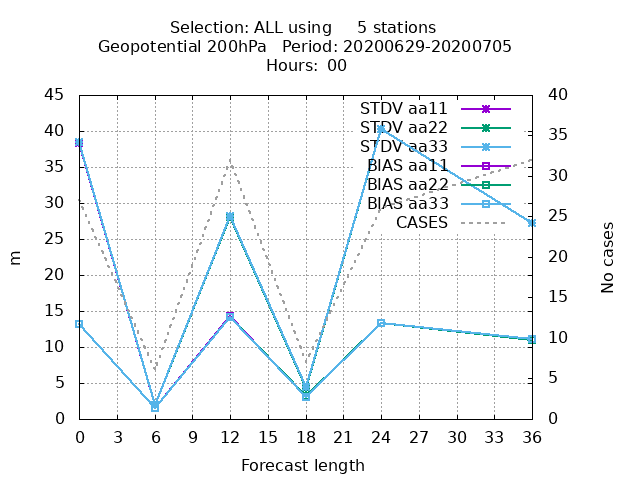 Selection: ALL using     5 stations
Geopotential 200hPa   Period: 20200629-20200705
Hours: 00
45
40
35
30
25
20
15
10
5
0
m
40
35
30
25
20
15
10
5
0
No cases
STDV aa11
STDV aa22
STDV aa33
BIAS aa11
BIAS aa22
BIAS aa33
CASES
0 3 6 9 12 15 18 21 24 27 30 33 36
Forecast length